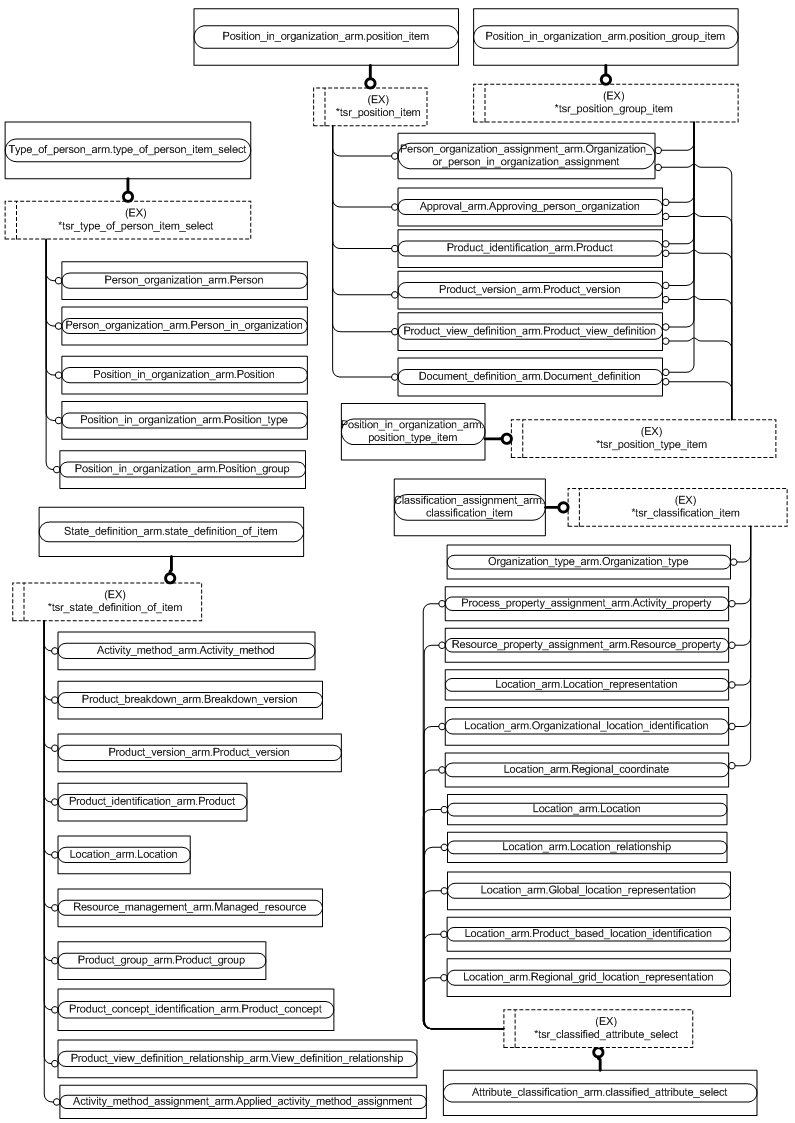 Position_in_organization_arm.position_item
Position_in_organization_arm.position_group_item
(EX)
*tsr_position_item
(EX)
*tsr_position_group_item
Type_of_person_arm.type_of_person_item_select
(EX)
*tsr_type_of_person_item_select
Person_organization_assignment_arm.Organization_
or_person_in_organization_assignment
Approval_arm.Approving_person_organization
Product_identification_arm.Product
Product_version_arm.Product_version
Product_view_definition_arm.Product_view_definition
Document_definition_arm.Document_definition
Person_organization_arm.Person
Person_organization_arm.Person_in_organization
Position_in_organization_arm.Position
Position_in_organization_arm.Position_type
Position_in_organization_arm.Position_group
Position_in_organization_arm.
position_type_item
(EX)
*tsr_position_type_item
Classification_assignment_arm.
classification_item
(EX)
*tsr_classification_item
State_definition_arm.state_definition_of_item
(EX)
*tsr_state_definition_of_item
Activity_method_arm.Activity_method
Product_breakdown_arm.Breakdown_version
Product_version_arm.Product_version
Product_identification_arm.Product
Location_arm.Location
Resource_management_arm.Managed_resource
Product_group_arm.Product_group
Product_concept_identification_arm.Product_concept
Product_view_definition_relationship_arm.View_definition_relationship
Activity_method_assignment_arm.Applied_activity_method_assignment
Organization_type_arm.Organization_type
Process_property_assignment_arm.Activity_property
Resource_property_assignment_arm.Resource_property
Location_arm.Location_representation
Location_arm.Organizational_location_identification
Location_arm.Regional_coordinate
Location_arm.Location
Location_arm.Location_relationship
Location_arm.Global_location_representation
Location_arm.Product_based_location_identification
Location_arm.Regional_grid_location_representation
(EX)
*tsr_classified_attribute_select
Attribute_classification_arm.classified_attribute_select